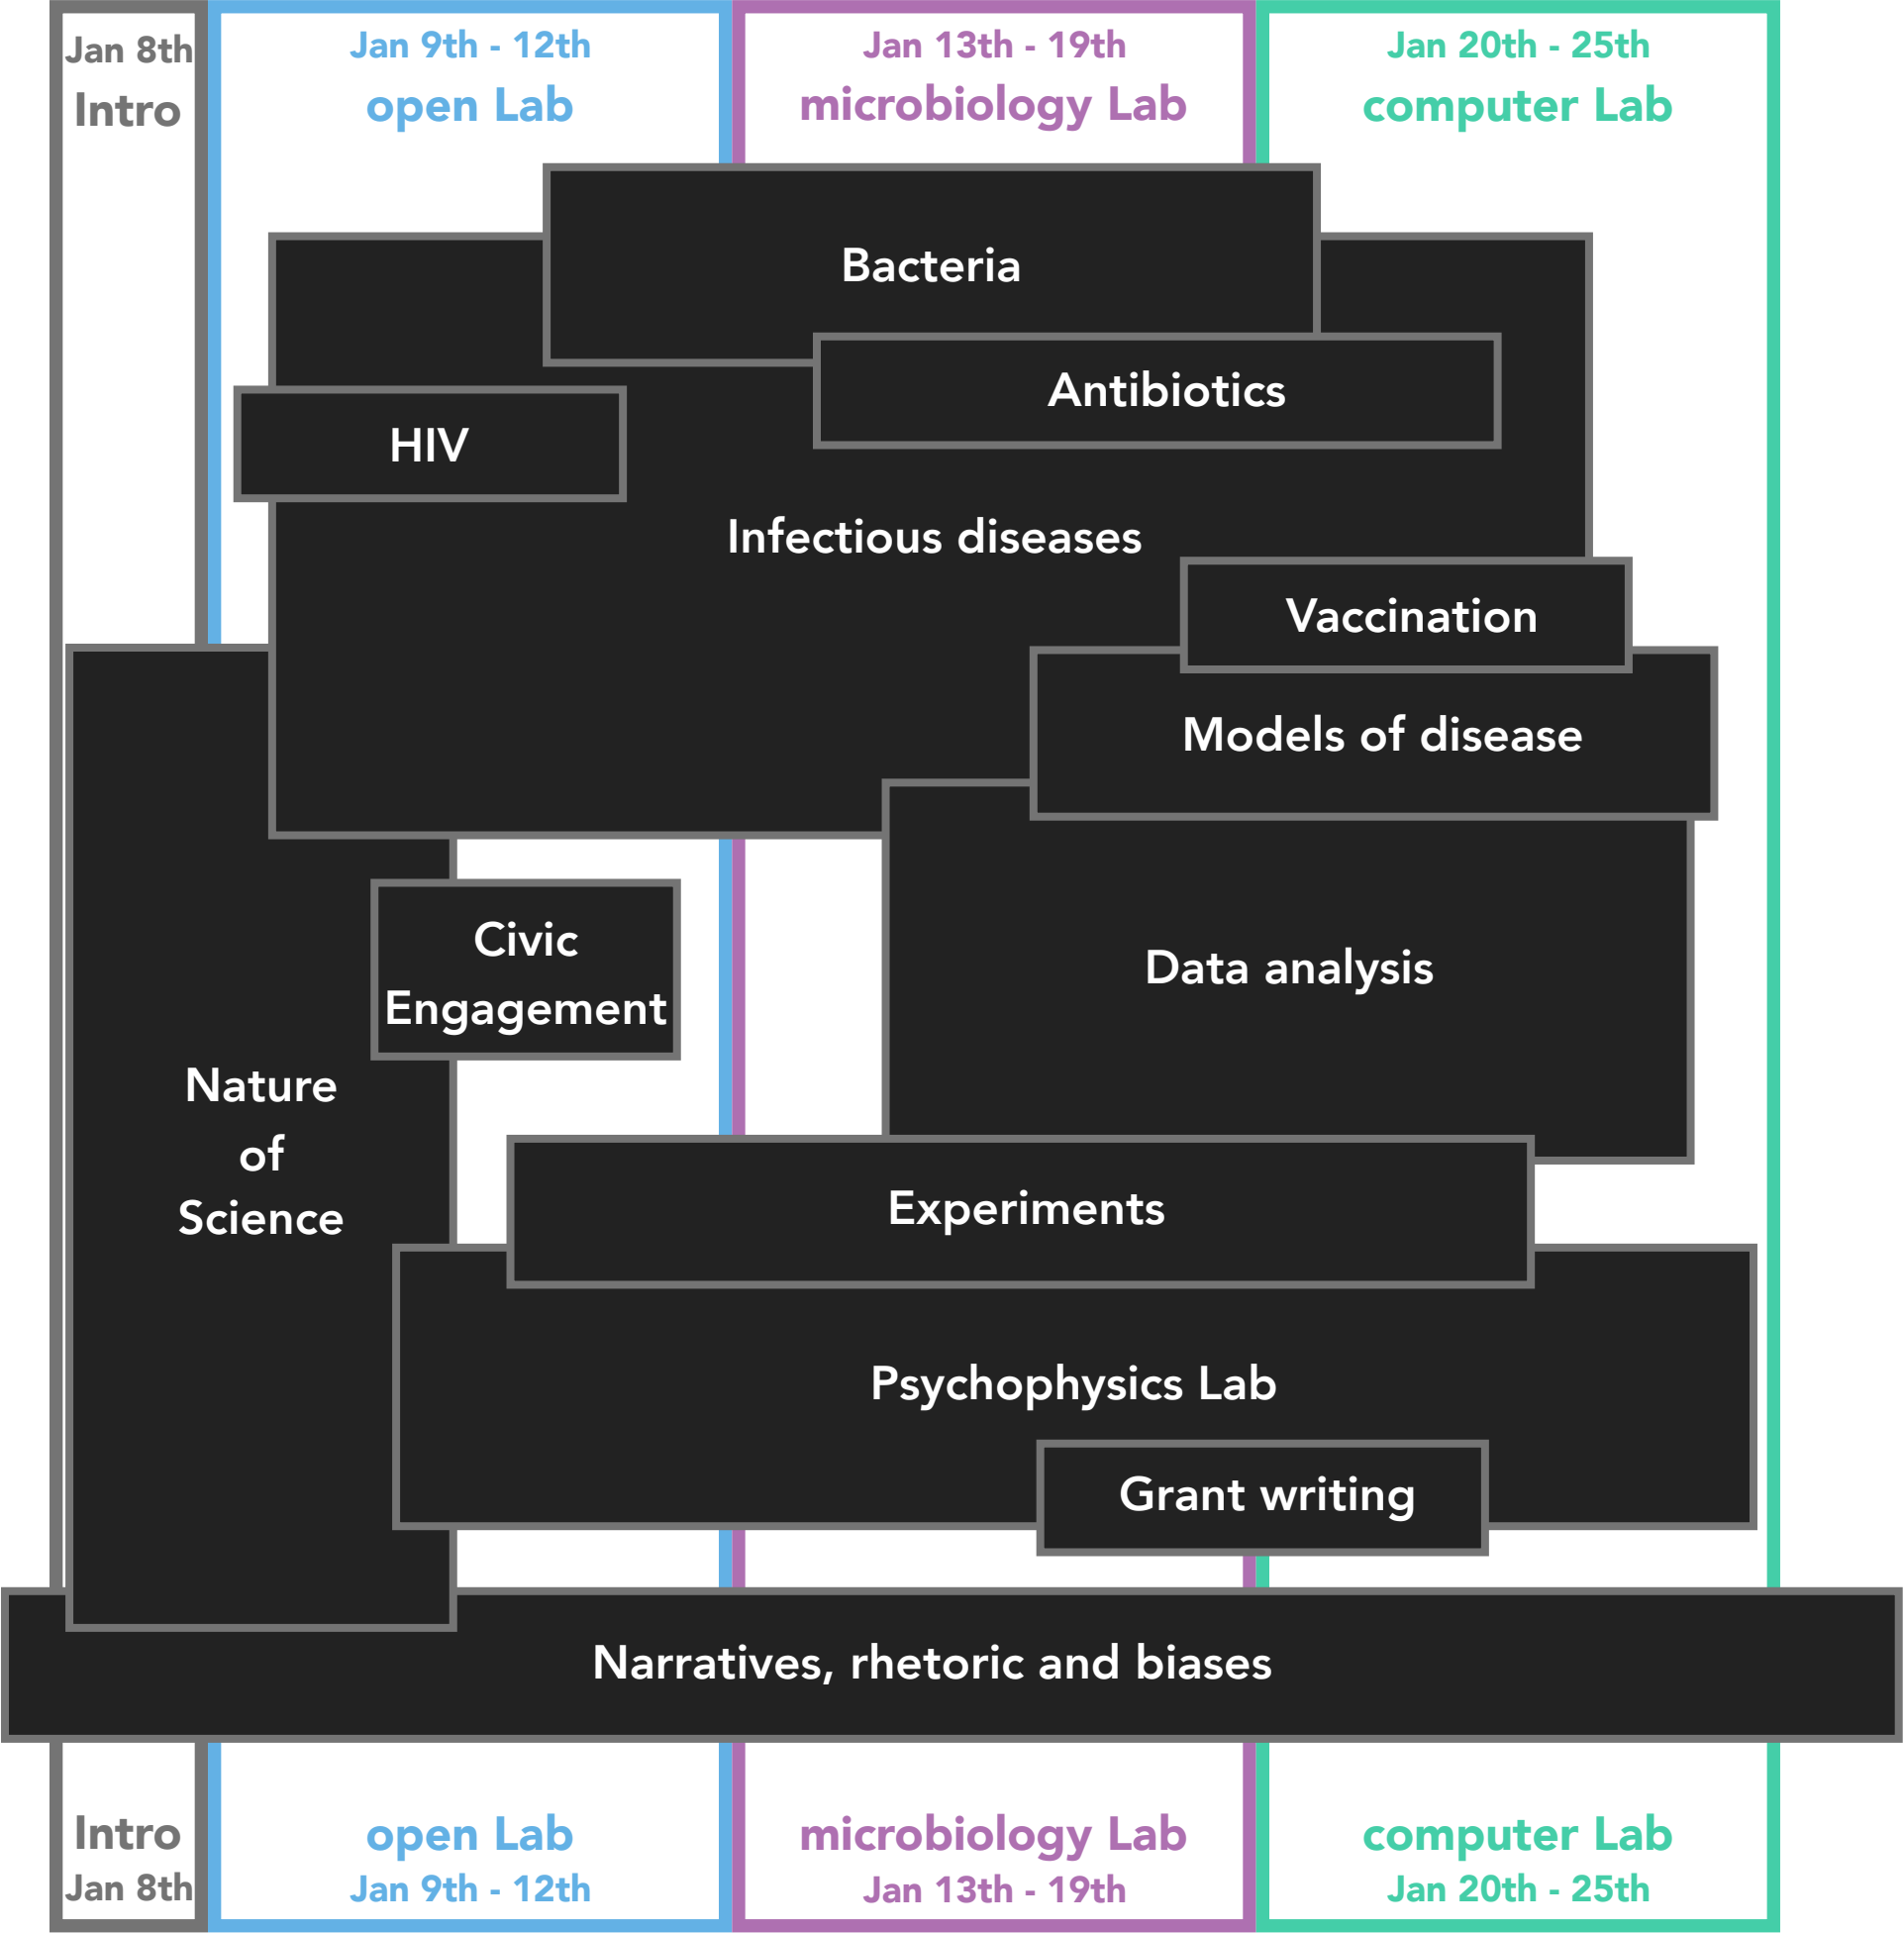 Jan 8th
Intro
Jan 9th - 12th
open Lab
Jan 13th - 19th
microbiology Lab
Jan 20th - 25th
computer Lab
Bacteria
Antibiotics
HIV
Infectious diseases
Vaccination
Models of disease
Civic
Engagement
Data analysis
Nature
of
Science
Experiments
Psychophysics Lab
Grant writing
Narratives, rhetoric and biases
Intro
Jan 8th
open Lab
Jan 9th - 12th
microbiology Lab
Jan 13th - 19th
computer Lab
Jan 20th - 25th